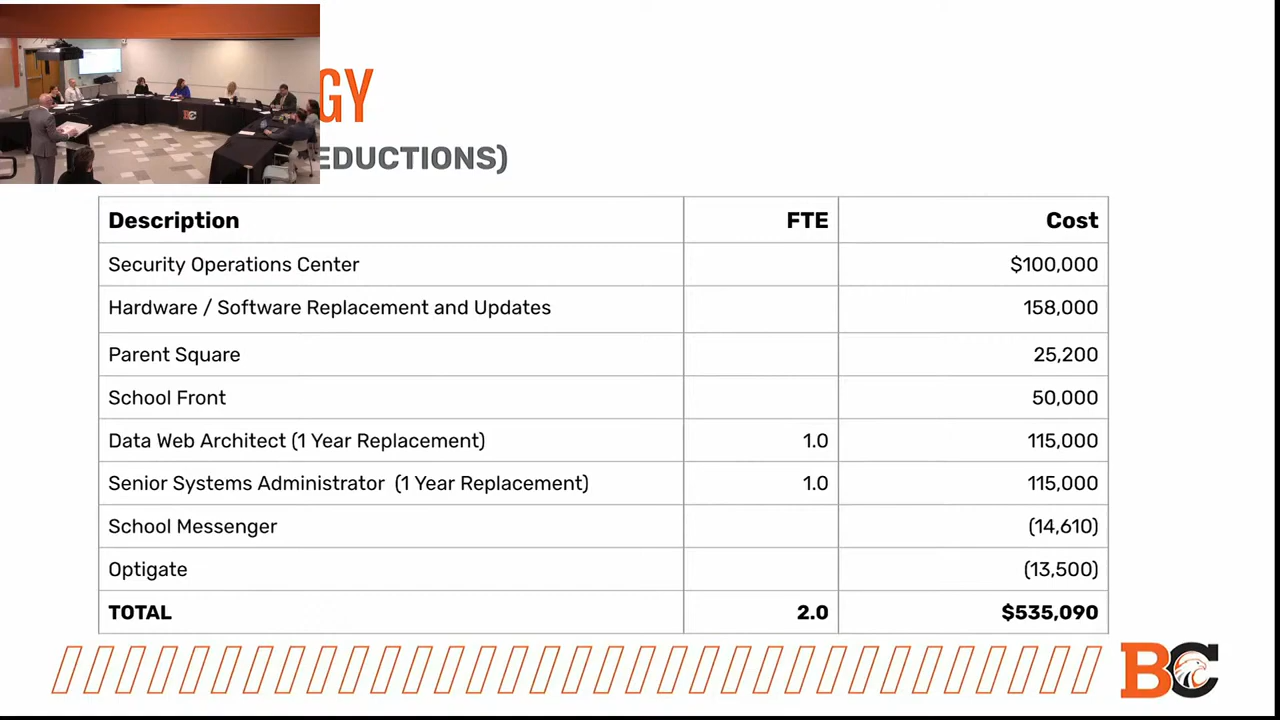 GY
EDUCTIONS)
Description FTE Cost
Security Operations Center $100,000
Hardware / Software Replacement and Updates 158,000
Parent Square 25,200
School Front 50,000
Data Web Architect (1 Year Replacement) 1.0 115,000
Senior Systems Administrator (1 Year Replacement) 1.0 115,000
School Messenger (14,610)
Optigate (13,500)
TOTAL 2.0 $535,090
BC
BC